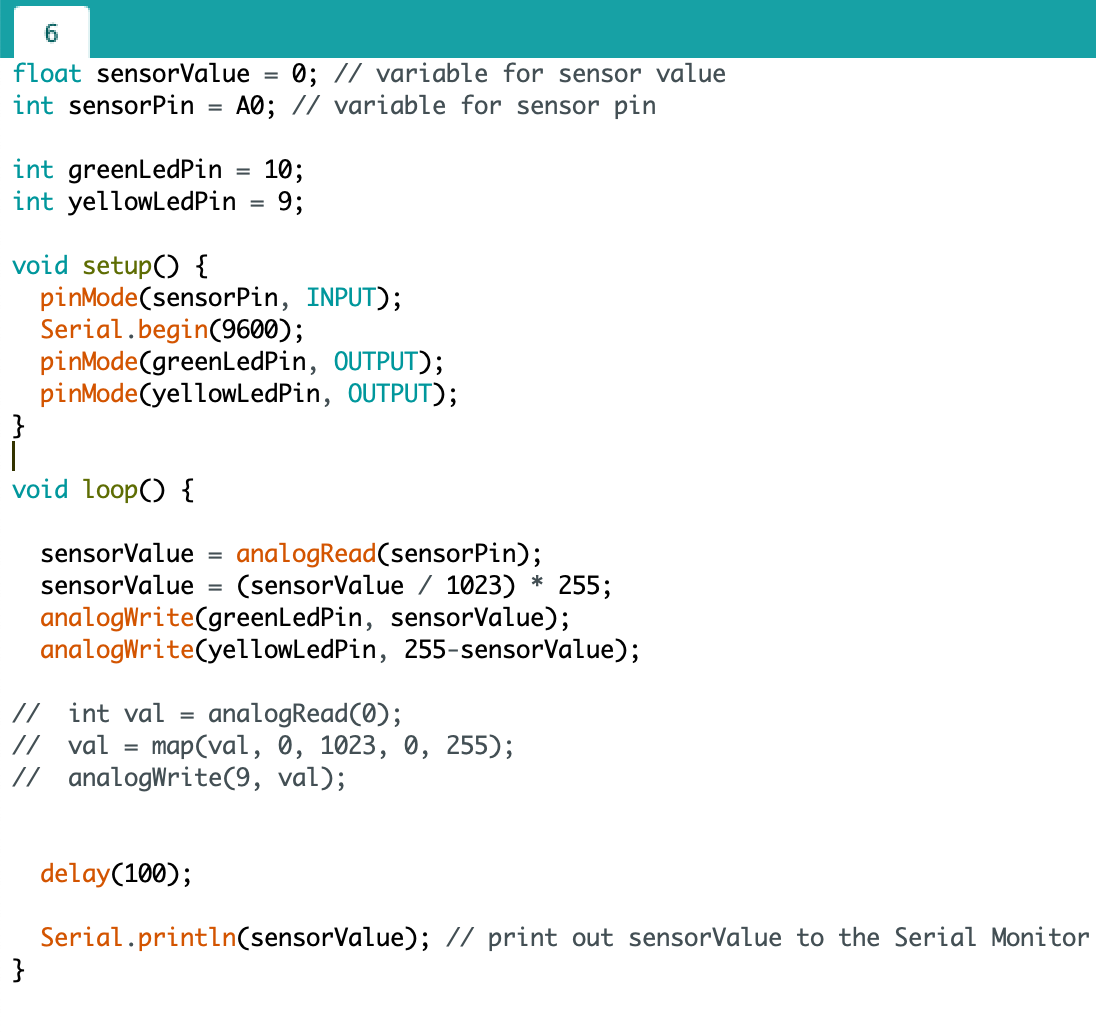 6
float sensorValue = 0; // variable for sensor value
int sensorPin = A0; // variable for sensor pin
int greenLedPin = 10;
int yellowLedPin = 9;
void setup() {
pinMode(sensorPin, INPUT);
Serial.begin(9600);
pinMode(greenLedPin, OUTPUT);
pinMode(yellowLedPin, OUTPUT);
}
void loop() {
sensorValue = analogRead(sensorPin);
sensorValue = (sensorValue / 1023) * 255;
analogWrite(greenLedPin, sensorValue);
analogWrite(yellowLedPin, 255-sensorValue);
//  int val = analogRead(0);
//  val = map(val, 0, 1023, 0, 255);
//  analogWrite(9, val);
delay(100);
Serial.println(sensorValue); // print out sensorValue to the Serial Monitor
}